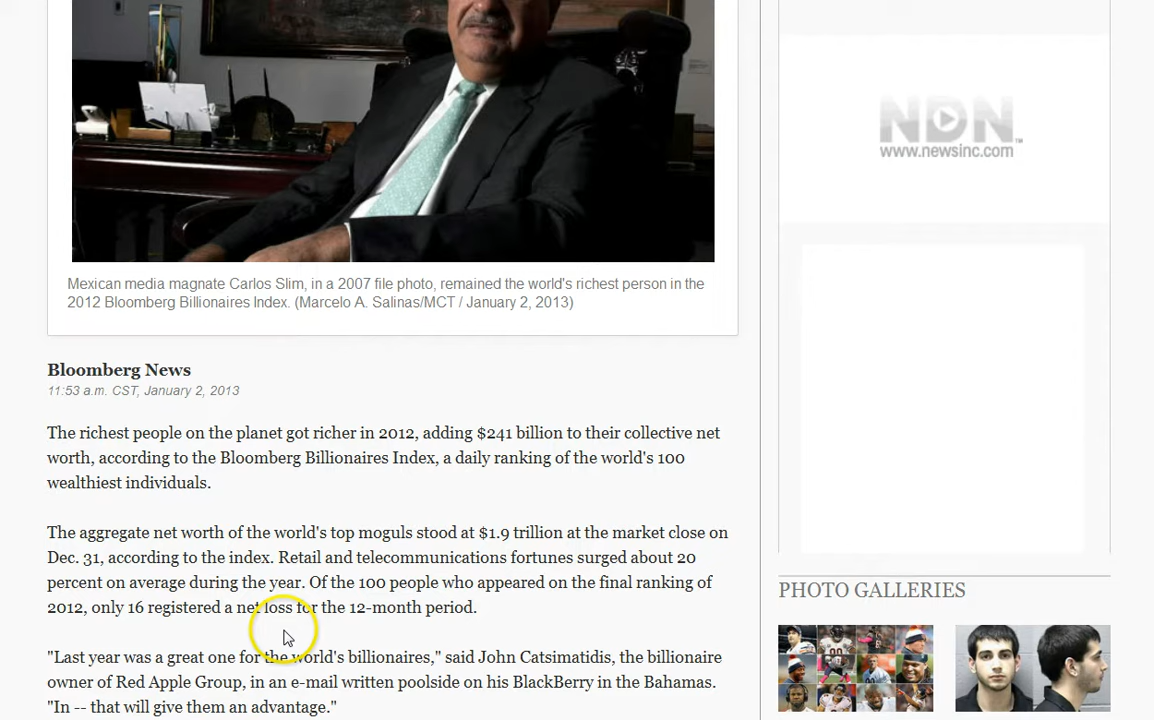 NDN
www.newsinc.com
Mexican media magnate Carlos Slim, in a 2007 file photo, remained the world's richest person in the
2012 Bloomberg Billionaires Index. (Marcelo A. Salinas/MCT / January 2, 2013)
Bloomberg News
11:53 a.m. CST, January 2, 2013
The richest people on the planet got richer in 2012, adding $241 billion to their collective net
worth, according to the Bloomberg Billionaires Index, a daily ranking of the world's 100
wealthiest individuals.
The aggregate net worth of the world's top moguls stood at $1.9 trillion at the market close on
Dec. 31, according to the index. Retail and telecommunications fortunes surged about 20
percent on average during the year. Of the 100 people who appeared on the final ranking of
2012, only 16 registered a net loss for the 12-month period.
"Last year was a great one for the world's billionaires," said John Catsimatidis, the billionaire
owner of Red Apple Group, in an e-mail written poolside on his BlackBerry in the Bahamas.
"In -- that will give them an advantage."
PHOTO GALLERIES